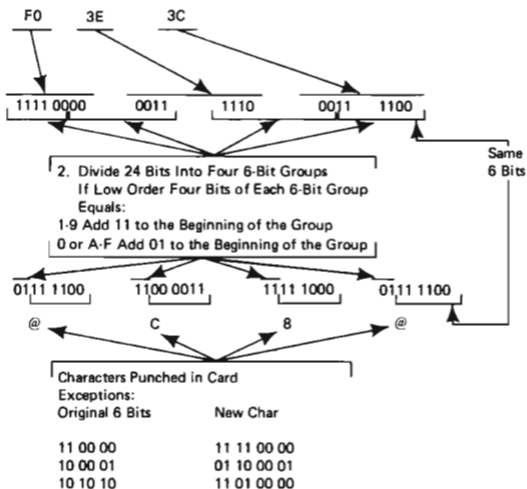 F0 3E 3C
1111 0000 0011 1110 0011 1100
Same
6 Bits
2. Divide 24 Bits Into Four 6-Bit Groups
If Low Order Four Bits of Each 6-Bit Group
Equals:
1-9 Add 11 to the Beginning of the Group
0 or A-F Add 01 to the Beginning of the Group
0111 1100 1100 0011 1111 1000 0111 1100
@ C 8 @
Characters Punched in Card
Exceptions:
Original 6 Bits New Char
11 00 00 11 11 00 00
10 00 01 01 10 00 01
10 10 10 11 01 00 00